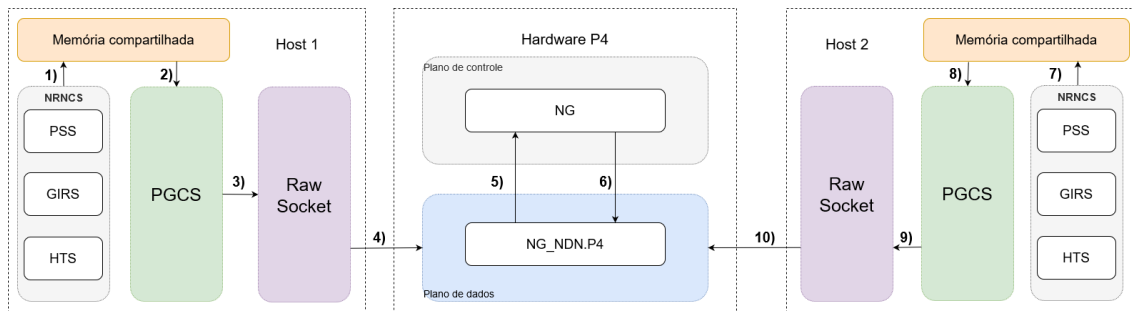 Memória compartilhada
Host 1
1)
2)
NRNCS
PSS
GIRS
HTS
PGCS
3)
Raw
Socket
4)
Hardware P4
Plano de controle
NG
5)
6)
NG_NDN.P4
Plano de dados
Host 2
Memória compartilhada
8)
7)
NRNCS
PSS
GIRS
HTS
PGCS
Raw
Socket
9)
10)